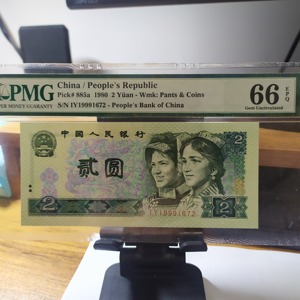 PMG
PAPER MONEY GUARANTY
China / People's Republic
Pick# 885a 1980 2 Yüan - Wmk: Pants & Coins
S/N IY19991672 - People's Bank of China
66 EPQ
Gem Uncirculated
中国人民银行
2
贰圆
IY19991672
2
2